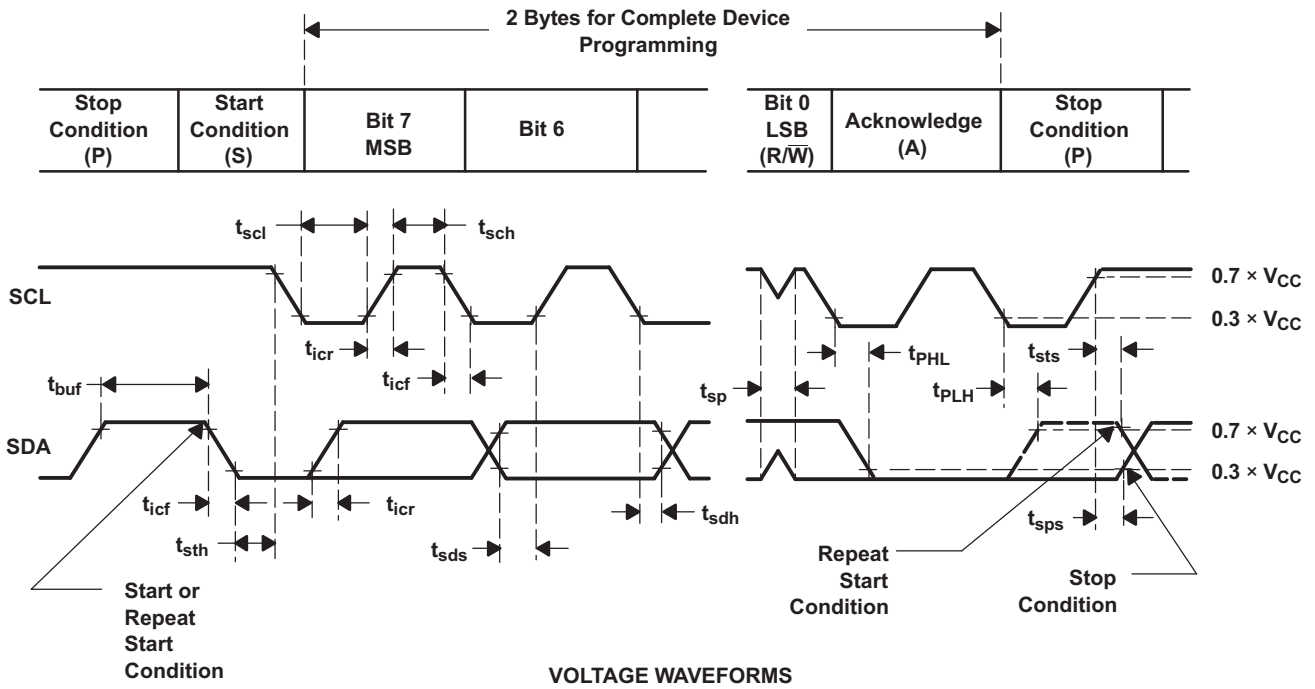 2 Bytes for Complete Device
Programming
Stop
Condition
(P)
Start
Condition
(S)
Bit 7
MSB
Bit 6
Bit 0
LSB
(R/W̅)
Acknowledge
(A)
Stop
Condition
(P)
tscl
tsch
SCL
0.7 × VCC
0.3 × VCC
ticr
ticf
tbuf
tPHL
tsts
tPLH
tsp
SDA
0.7 × VCC
0.3 × VCC
ticf
ticr
tsth
tsds
tsdh
tsps
Start or
Repeat
Start
Condition
Repeat
Start
Condition
Stop
Condition
VOLTAGE WAVEFORMS